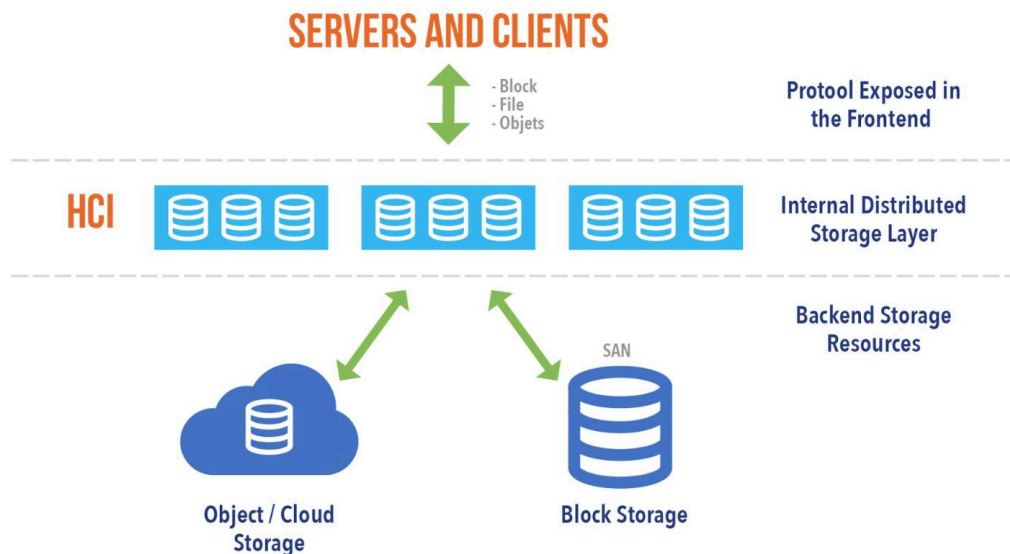 SERVERS AND CLIENTS
- Block
- File
- Objets
Protool Exposed in
the Frontend
HCI
Internal Distributed
Storage Layer
Backend Storage
Resources
SAN
Object / Cloud
Storage
Block Storage